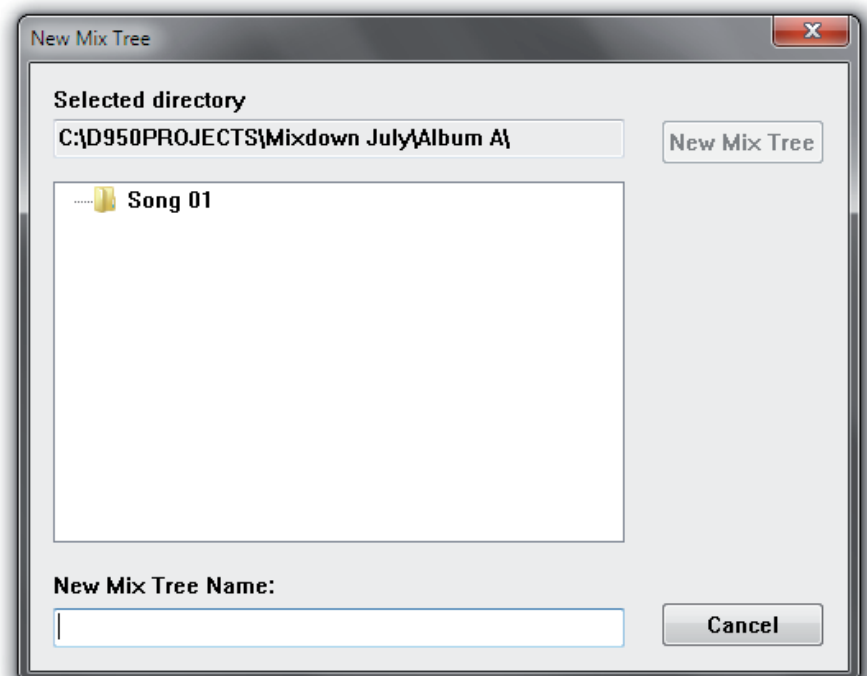 New Mix Tree
Selected directory
C:\D950PROJECTS\Mixdown July\Album A\
New Mix Tree
Song 01
New Mix Tree Name:
Cancel